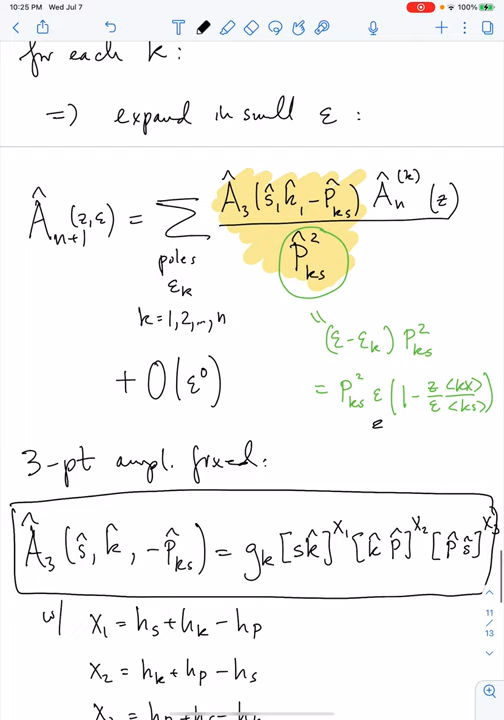 10:25 PM Wed Jul 7
100%
for each k :
=> expand in small ε :
Â_{n+1}(z,ε) = Σ Â_3(ŝ, k̂, -P̂_{ks}) Â_n^{(k)}(z)
P̂_{ks}^2
poles
ε_k
k=1,2,...,n
" (ε-ε_k) P_{ks}^2
+ O(ε^0)
= P_{ks}^2 ε (1 - z/ε <kx>/<ks>)
3-pt ampl. fixed:
Â_3(ŝ, k̂, -P̂_{ks}) = g_k [sk̂]^{x_1} [k̂ P̂]^{x_2} [P̂ ŝ]^{x_3}
w/ x_1 = h_s + h_k - h_P
x_2 = h_k + h_P - h_s
11
/
13